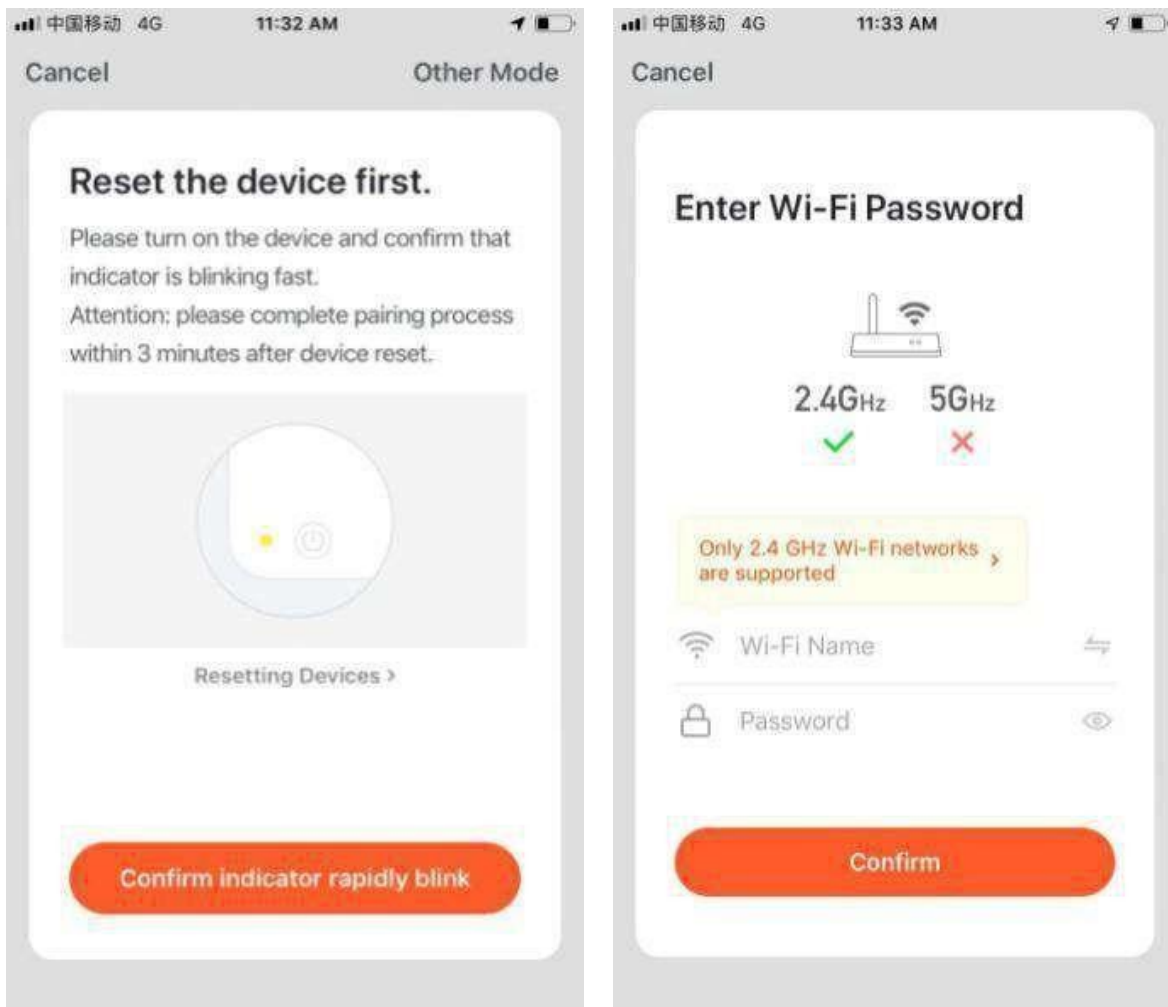 中国移动 4G 11:32 AM
Cancel Other Mode
Reset the device first.
Please turn on the device and confirm that
indicator is blinking fast.
Attention: please complete pairing process
within 3 minutes after device reset.
Resetting Devices >
Confirm indicator rapidly blink
中国移动 4G 11:33 AM
Cancel
Enter Wi-Fi Password
2.4GHz 5GHz
Only 2.4 GHz Wi-Fi networks >
are supported
Wi-Fi Name
Password
Confirm